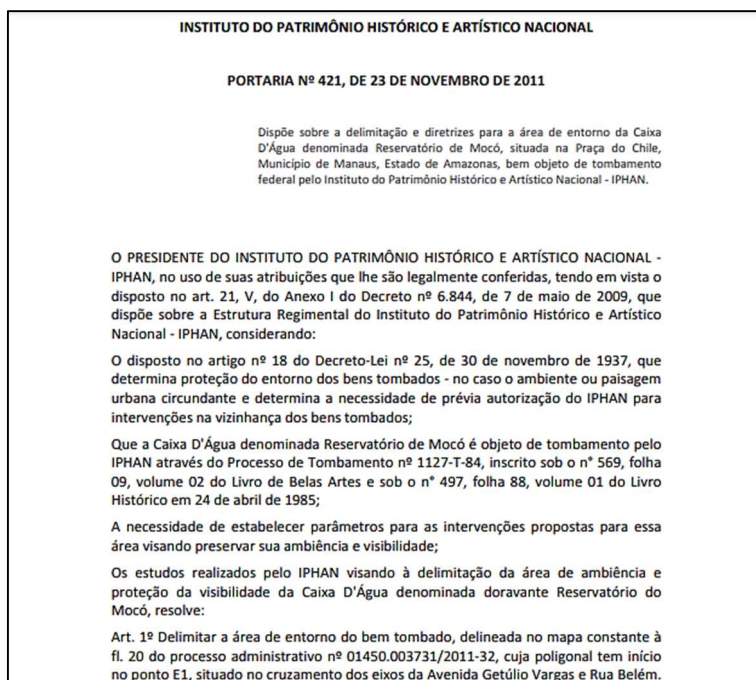 INSTITUTO DO PATRIMÔNIO HISTÓRICO E ARTÍSTICO NACIONAL
PORTARIA Nº 421, DE 23 DE NOVEMBRO DE 2011
Dispõe sobre a delimitação e diretrizes para a área de entorno da Caixa
D'Água denominada Reservatório de Mocó, situada na Praça do Chile,
Município de Manaus, Estado de Amazonas, bem objeto de tombamento
federal pelo Instituto do Patrimônio Histórico e Artístico Nacional - IPHAN.
O PRESIDENTE DO INSTITUTO DO PATRIMÔNIO HISTÓRICO E ARTÍSTICO NACIONAL -
IPHAN, no uso de suas atribuições que lhe são legalmente conferidas, tendo em vista o
disposto no art. 21, V, do Anexo I do Decreto nº 6.844, de 7 de maio de 2009, que
dispõe sobre a Estrutura Regimental do Instituto do Patrimônio Histórico e Artístico
Nacional - IPHAN, considerando:
O disposto no artigo nº 18 do Decreto-Lei nº 25, de 30 de novembro de 1937, que
determina proteção do entorno dos bens tombados - no caso o ambiente ou paisagem
urbana circundante e determina a necessidade de prévia autorização do IPHAN para
intervenções na vizinhança dos bens tombados;
Que a Caixa D'Água denominada Reservatório de Mocó é objeto de tombamento pelo
IPHAN através do Processo de Tombamento nº 1127-T-84, inscrito sob o n° 569, folha
09, volume 02 do Livro de Belas Artes e sob o n° 497, folha 88, volume 01 do Livro
Histórico em 24 de abril de 1985;
A necessidade de estabelecer parâmetros para as intervenções propostas para essa
área visando preservar sua ambiência e visibilidade;
Os estudos realizados pelo IPHAN visando à delimitação da área de ambiência e
proteção da visibilidade da Caixa D'Água denominada doravante Reservatório do
Mocó, resolve:
Art. 1º Delimitar a área de entorno do bem tombado, delineada no mapa constante à
fl. 20 do processo administrativo nº 01450.003731/2011-32, cuja poligonal tem início
no ponto E1, situado no cruzamento dos eixos da Avenida Getúlio Vargas e Rua Belém.